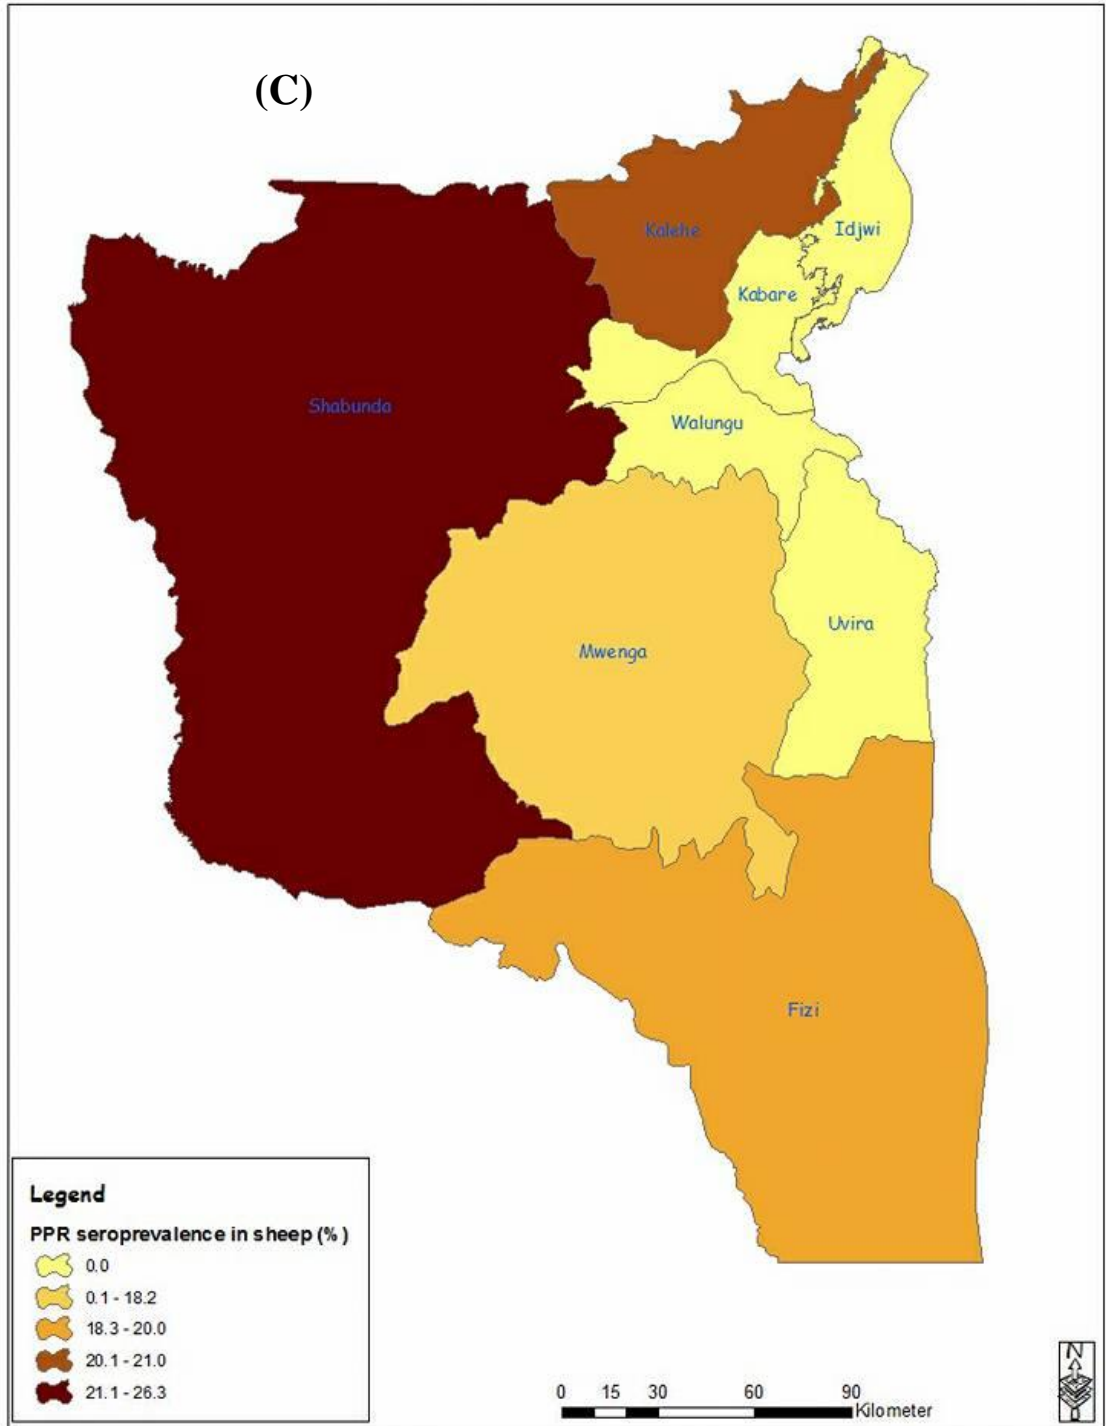 (C)
Kalehe
Idjwi
Kabare
Shabunda
Walungu
Uvira
Mwenga
Fizi
Legend
PPR seroprevalence in sheep (%)
0.0
0.1 - 18.2
18.3 - 20.0
20.1 - 21.0
21.1 - 26.3
0 15 30 60 90
Kilometer
N